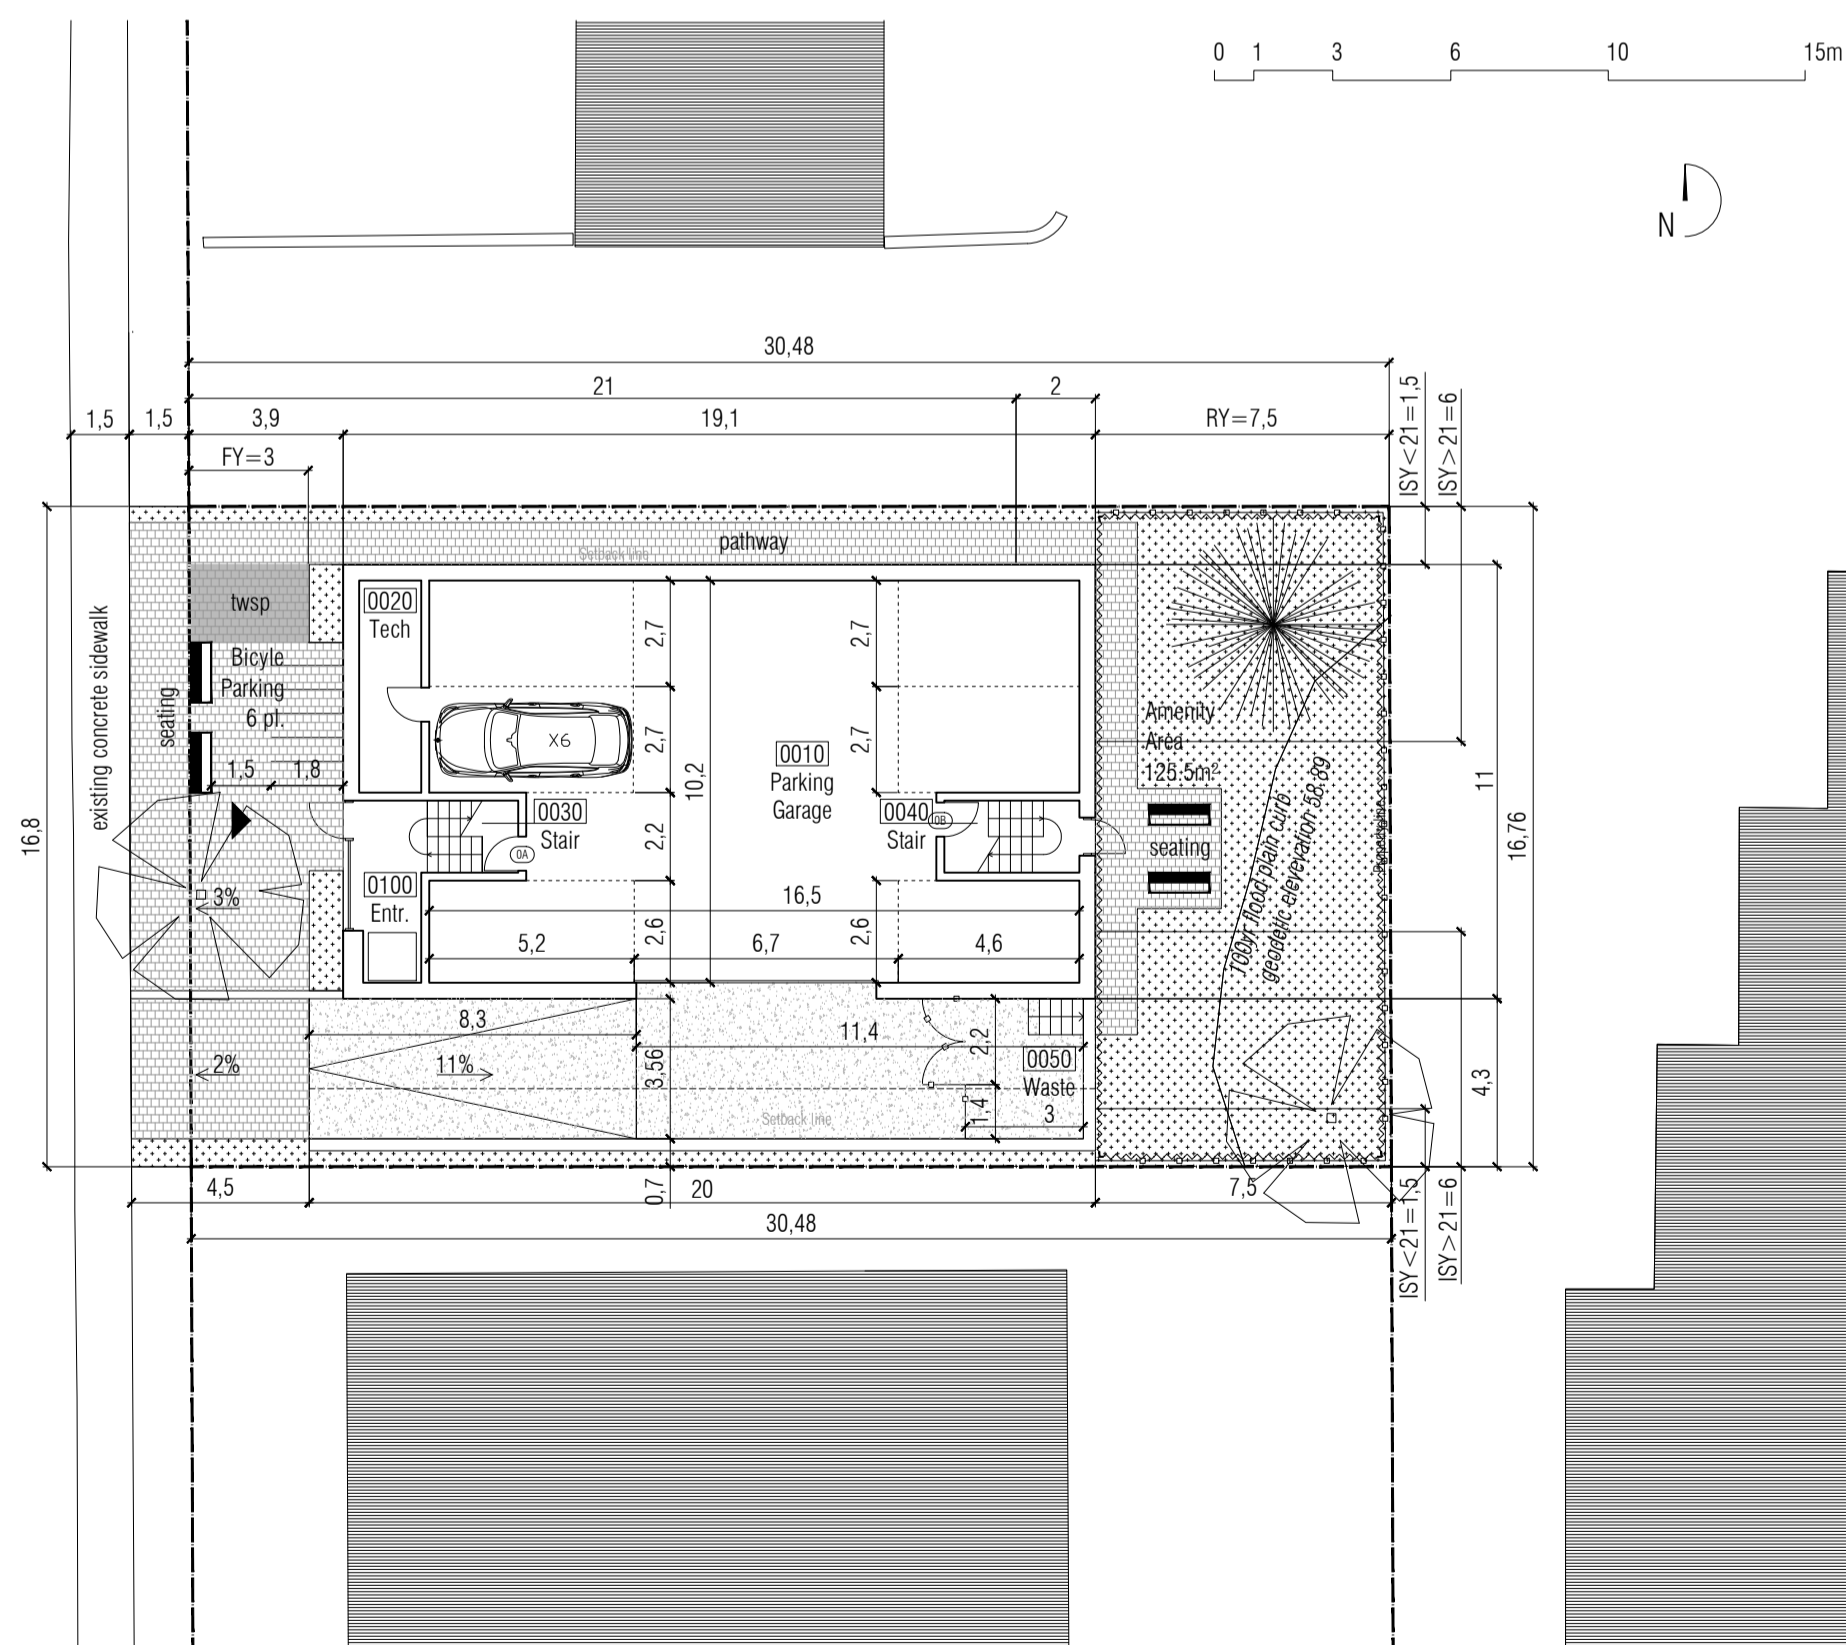 0 1 3 6 10 15m
N
30,48
21 2
1,5 1,5 3,9 19,1 RY=7,5
FY=3
ISY<21=1,5
ISY>21=6
pathway
Setback line
twsp
0020
Tech
existing concrete sidewalk
seating
Bicyle
Parking
6 pl.
1,5 1,8
2,7
2,7
2,7
2,7
X6
10,2
0010
Parking
Garage
Amenity
Area
125.5m²
11
16,8
16,76
0030
Stair
0A
2,2
0040
Stair
0B
seating
100yr flood plain curb
geodetic elevation 58.89
3%
0100
Entr.
16,5
2,6
2,6
5,2 6,7 4,6
8,3
11,4
2%
11%
3,56
2,2
0050
Waste
3
1,4
Setback line
4,3
4,5 0,7 20 7,5
30,48
ISY<21=1,5
ISY>21=6